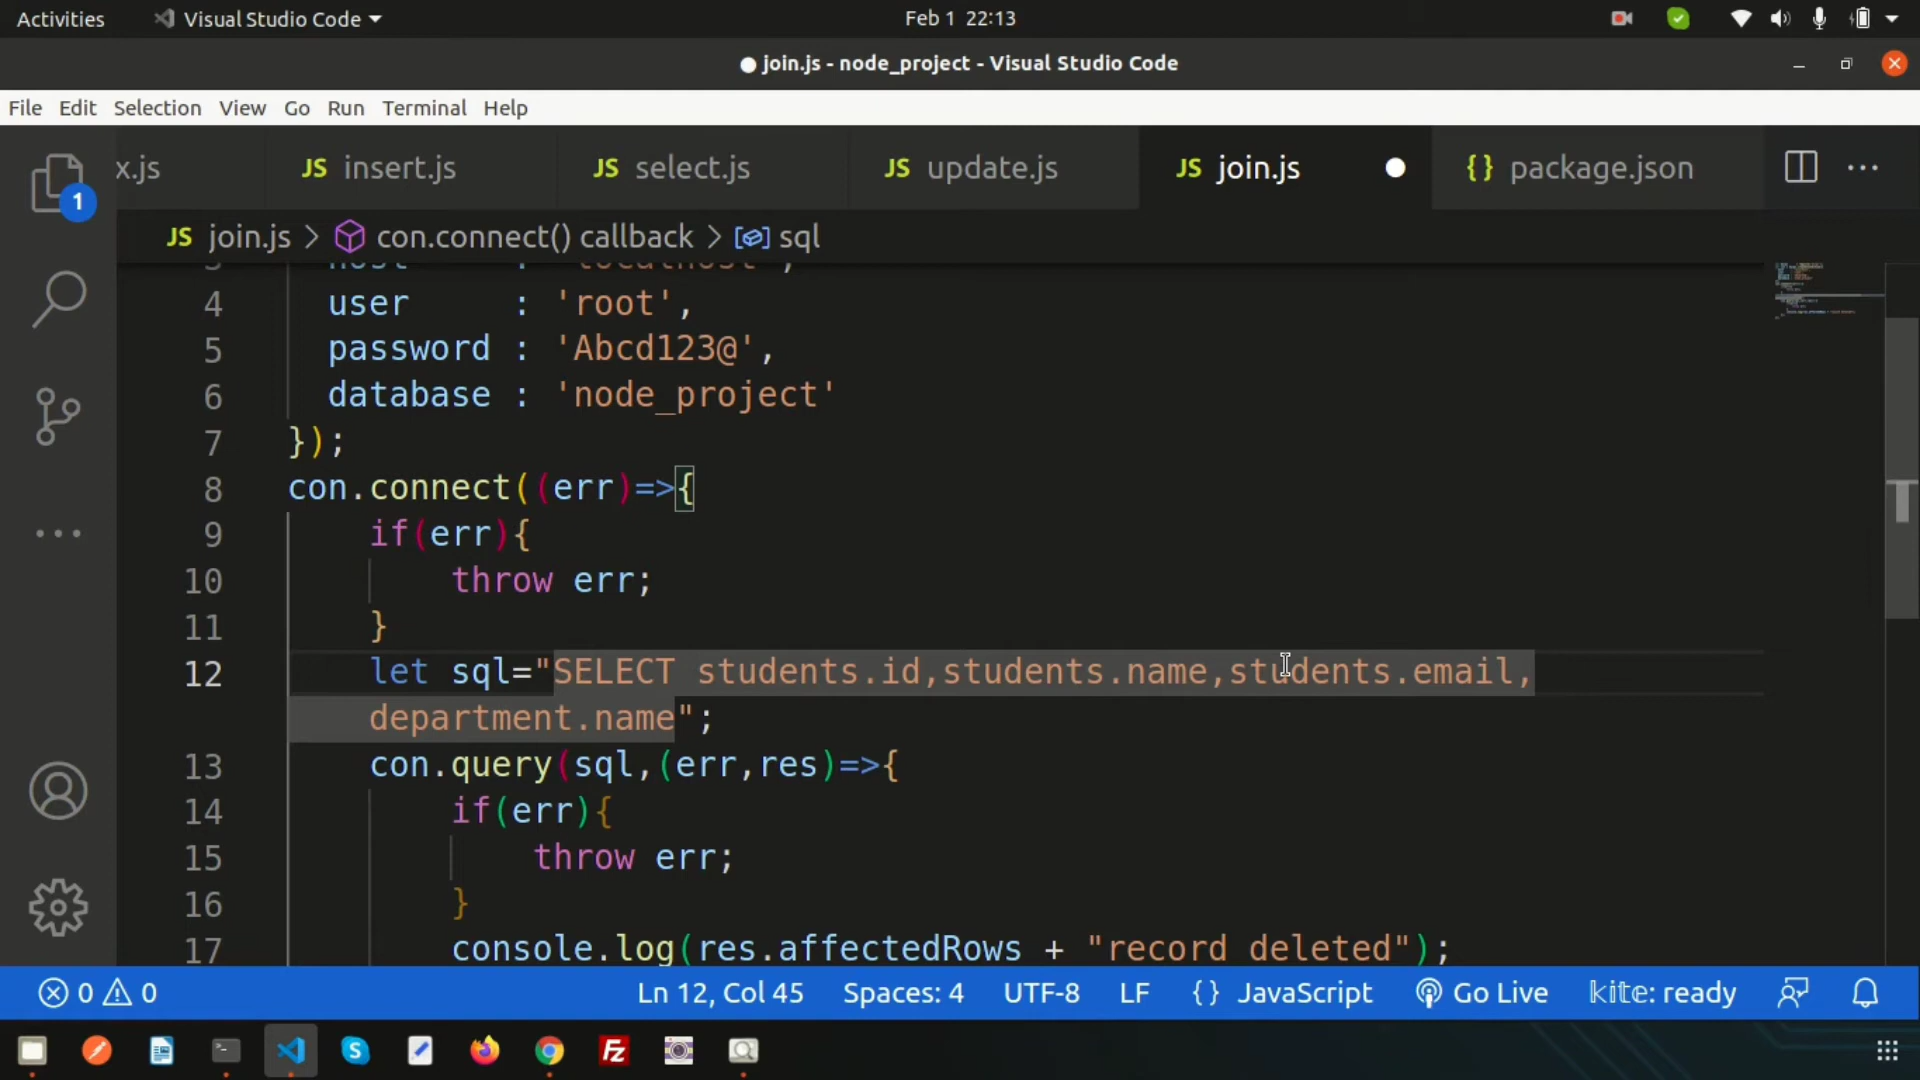 Activities
Visual Studio Code
Feb 1 22:13
join.js - node_project - Visual Studio Code
File Edit Selection View Go Run Terminal Help
x.js
JS insert.js
JS select.js
JS update.js
JS join.js
{} package.json
1
JS join.js > con.connect() callback > sql
3 host : 'localhost',
4 user : 'root',
5 password : 'Abcd123@',
6 database : 'node_project'
7 });
8 con.connect((err)=>{
9 if(err){
10 throw err;
11 }
12 let sql="SELECT students.id,students.name,students.email,
department.name";
13 con.query(sql,(err,res)=>{
14 if(err){
15 throw err;
16 }
17 console.log(res.affectedRows + "record deleted");
0 0
Ln 12, Col 45
Spaces: 4
UTF-8
LF
{} JavaScript
Go Live
kite: ready